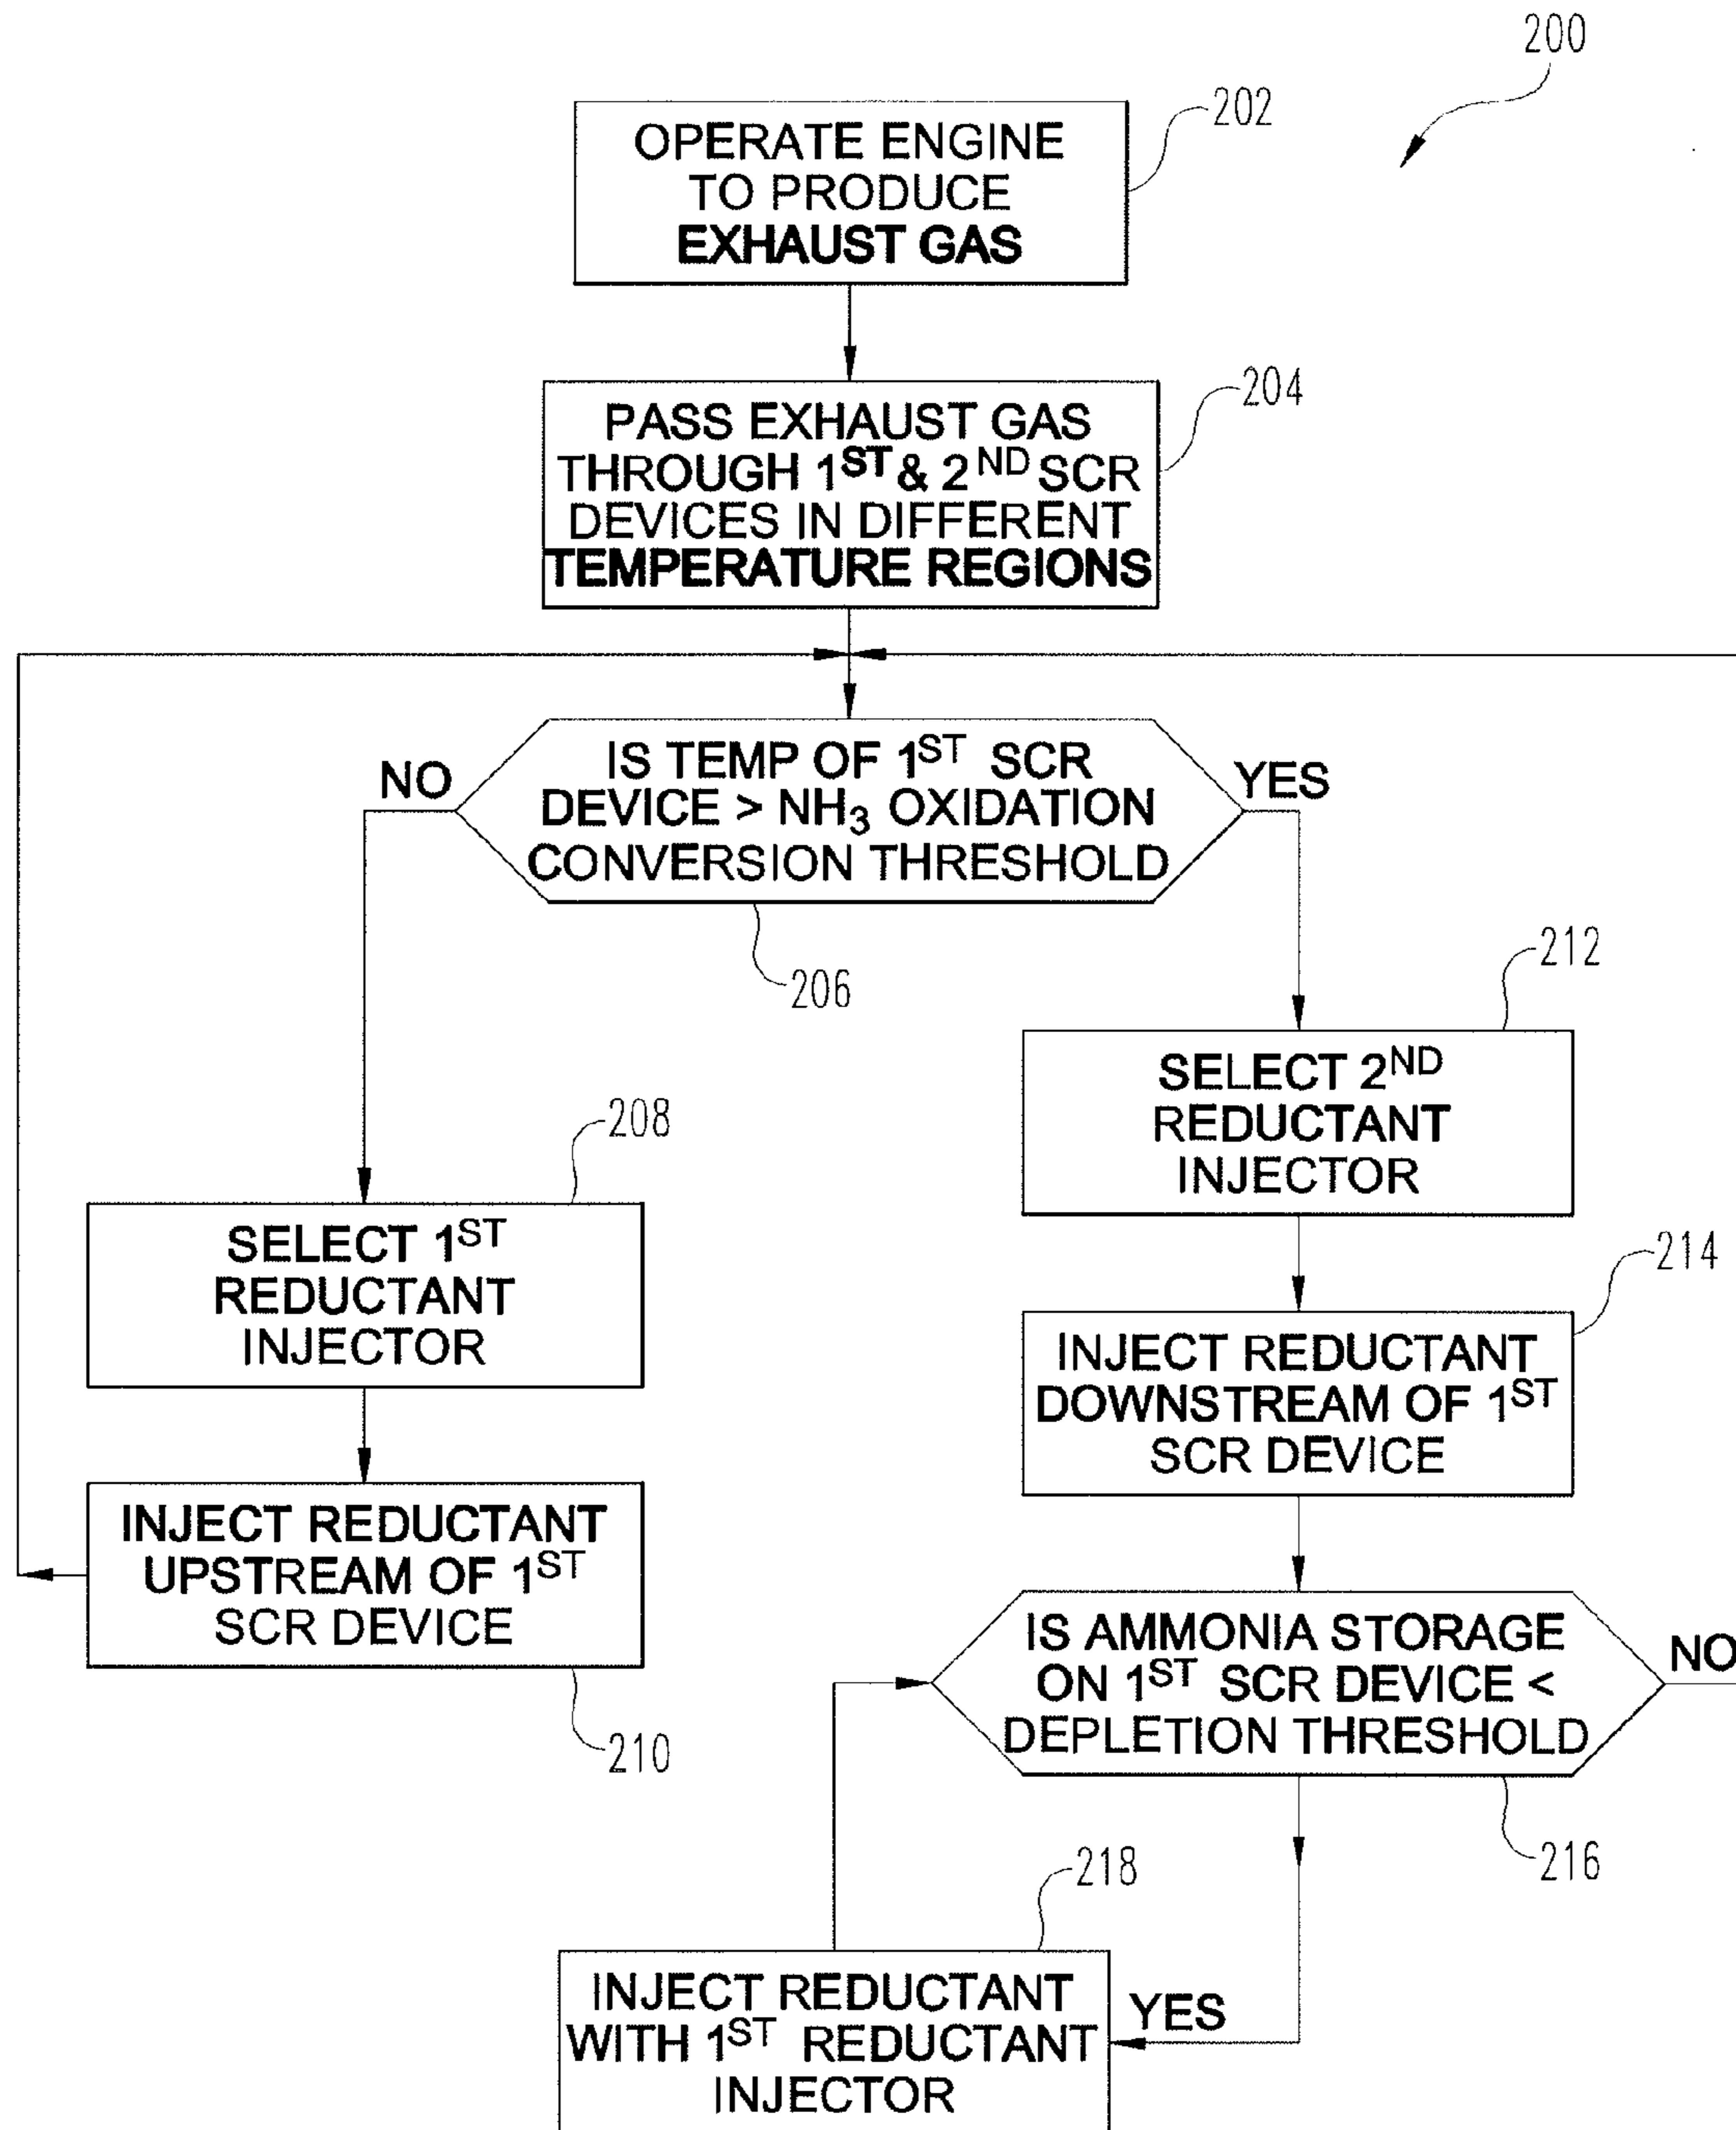 200
202
OPERATE ENGINE
TO PRODUCE
EXHAUST GAS
204
PASS EXHAUST GAS
THROUGH 1ST & 2ND SCR
DEVICES IN DIFFERENT
TEMPERATURE REGIONS
NO
IS TEMP OF 1ST SCR
DEVICE > NH3 OXIDATION
CONVERSION THRESHOLD
YES
206
212
SELECT 2ND
REDUCTANT
INJECTOR
208
SELECT 1ST
REDUCTANT
INJECTOR
214
INJECT REDUCTANT
DOWNSTREAM OF 1ST
SCR DEVICE
INJECT REDUCTANT
UPSTREAM OF 1ST
SCR DEVICE
210
IS AMMONIA STORAGE
ON 1ST SCR DEVICE <
DEPLETION THRESHOLD
NO
216
218
INJECT REDUCTANT
WITH 1ST REDUCTANT
INJECTOR
YES